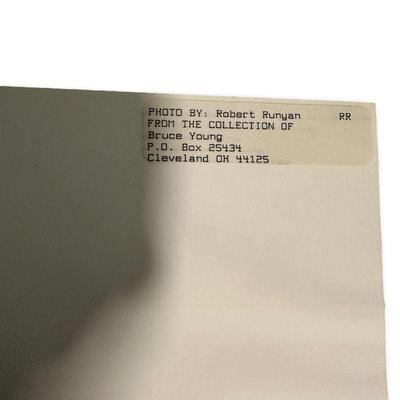 PHOTO BY: Robert Runyan RR
FROM THE COLLECTION OF
Bruce Young
P.O. Box 25434
Cleveland OH 44125